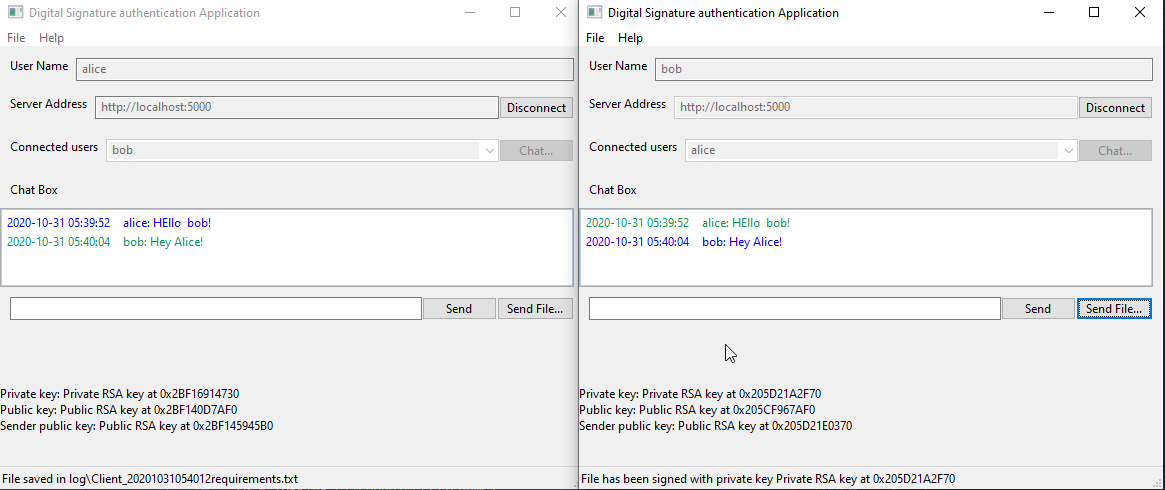 Digital Signature authentication Application
File Help
User Name alice
Server Address http://localhost:5000 Disconnect
Connected users bob Chat...
Chat Box
2020-10-31 05:39:52 alice: HEllo bob!
2020-10-31 05:40:04 bob: Hey Alice!
Send Send File...
Private key: Private RSA key at 0x2BF16914730
Public key: Public RSA key at 0x2BF140D7AF0
Sender public key: Public RSA key at 0x2BF145945B0
File saved in log\Client_20201031054012requirements.txt
Digital Signature authentication Application
File Help
User Name bob
Server Address http://localhost:5000 Disconnect
Connected users alice Chat...
Chat Box
2020-10-31 05:39:52 alice: HEllo bob!
2020-10-31 05:40:04 bob: Hey Alice!
Send Send File...
Private key: Private RSA key at 0x205D21A2F70
Public key: Public RSA key at 0x205CF967AF0
Sender public key: Public RSA key at 0x205D21E0370
File has been signed with private key Private RSA key at 0x205D21A2F70